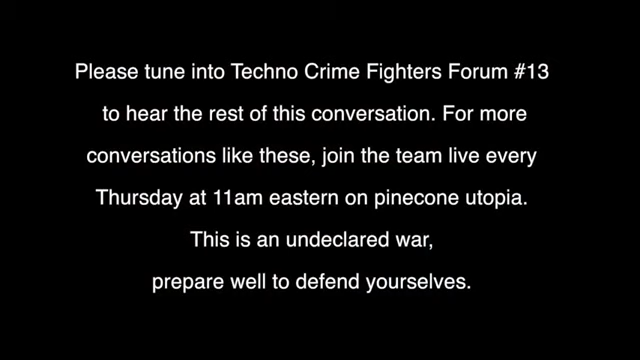 Please tune into Techno Crime Fighters Forum #13
to hear the rest of this conversation. For more
conversations like these, join the team live every
Thursday at 11am eastern on pinecone utopia.
This is an undeclared war,
prepare well to defend yourselves.